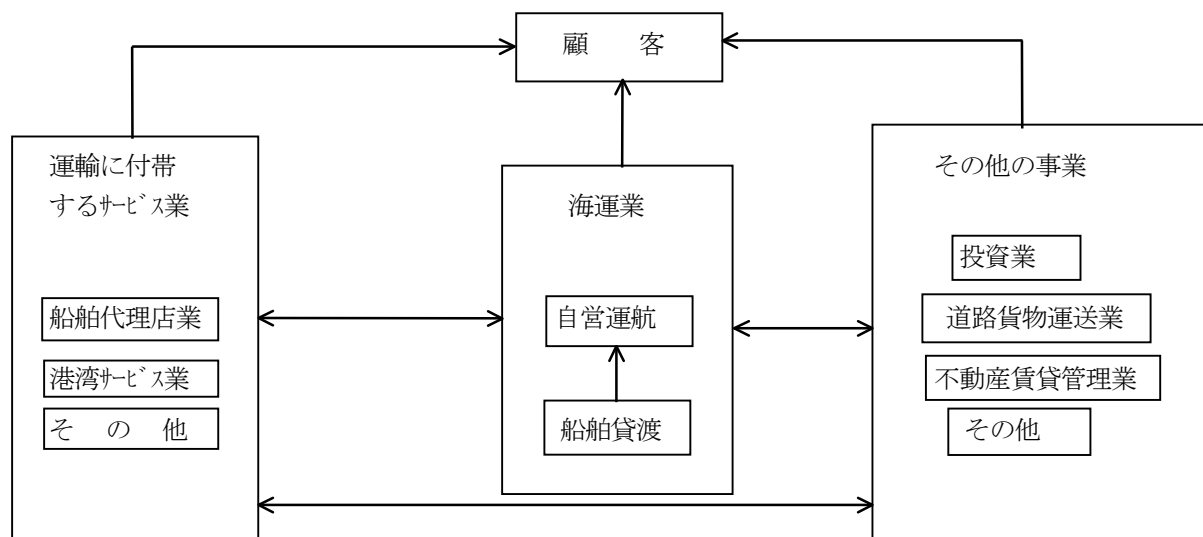 顧　　客
運輸に付帯
するｻｰﾋﾞｽ業
船舶代理店業
港湾ｻｰﾋﾞｽ業
そ　の　他
海運業
自営運航
船舶貸渡
その他の事業
投資業
道路貨物運送業
不動産賃貸管理業
その他